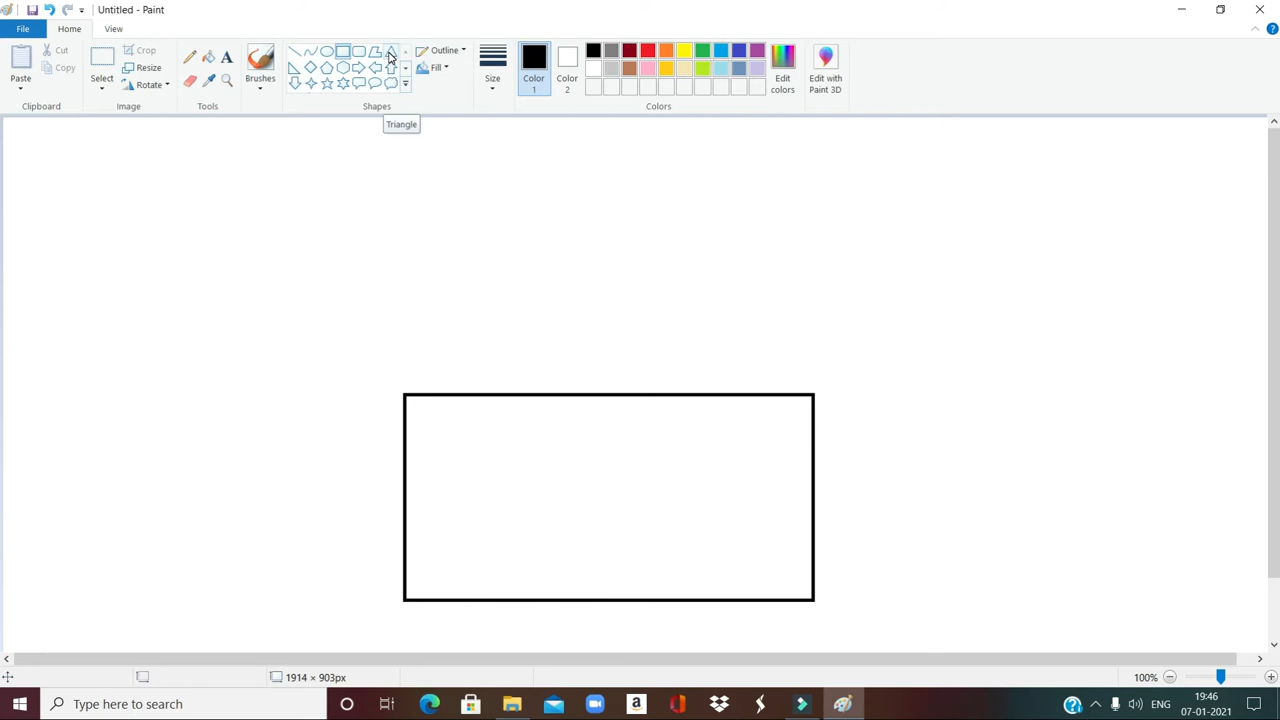 Untitled - Paint
File Home View
Paste
Cut
Copy
Clipboard
Select
Crop
Resize
Rotate
Image
Tools
Brushes
Shapes
Outline
Fill
Size
Color 1
Color 2
Colors
Edit colors
Edit with Paint 3D
Triangle
1914 × 903px
100%
Type here to search
ENG
19:46
07-01-2021